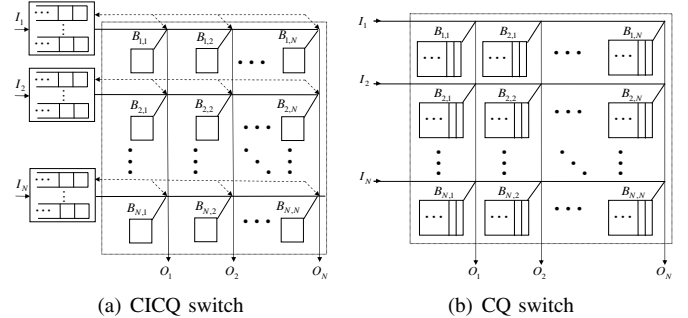 I1 B1,1 B1,2 B1,N
I2 B2,1 B2,2 B2,N
IN BN,1 BN,2 BN,N
O1 O2 ON
(a) CICQ switch
I1 B1,1 B2,1 B1,N
I2 B2,1 B2,2 B2,N
IN BN,1 BN,2 BN,N
O1 O2 ON
(b) CQ switch